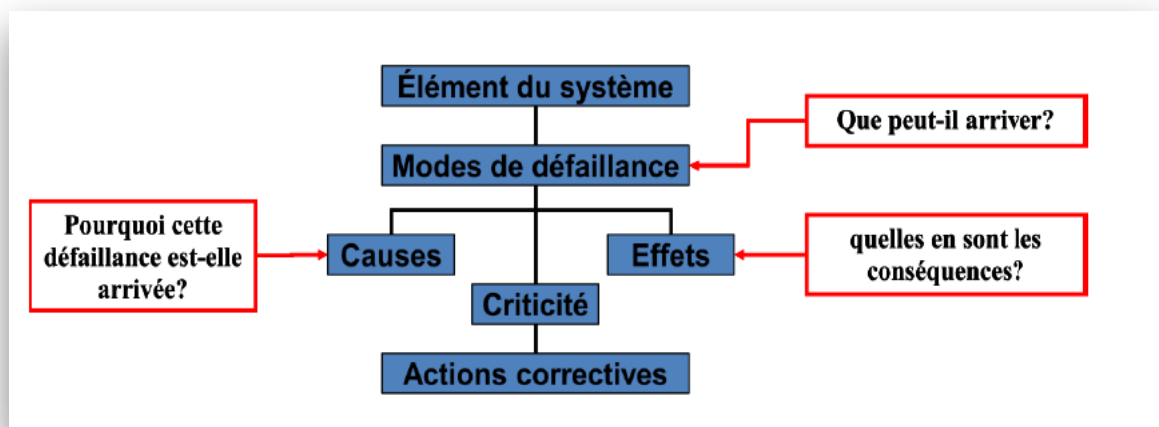 Élément du système
Que peut-il arriver?
Modes de défaillance
Pourquoi cette
défaillance est-elle
arrivée?
Causes
Effets
quelles en sont les
conséquences?
Criticité
Actions correctives